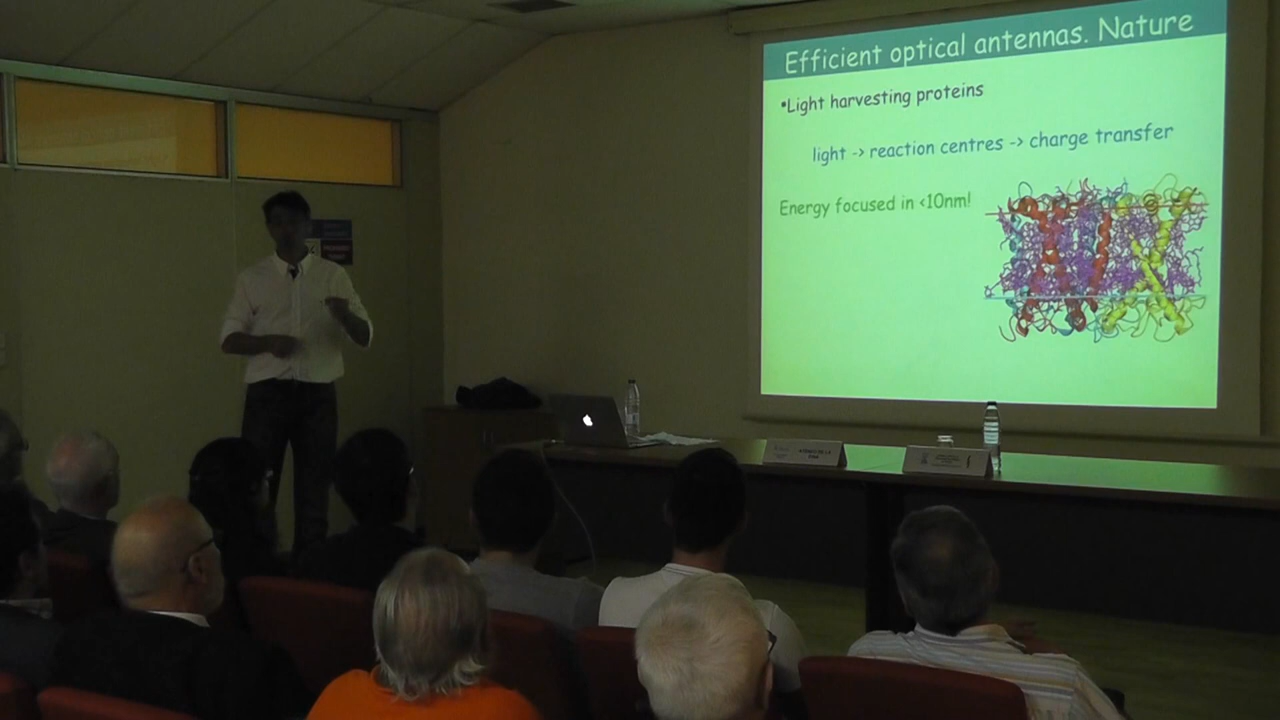 Efficient optical antennas. Nature
•Light harvesting proteins
light -> reaction centres -> charge transfer
Energy focused in <10nm!